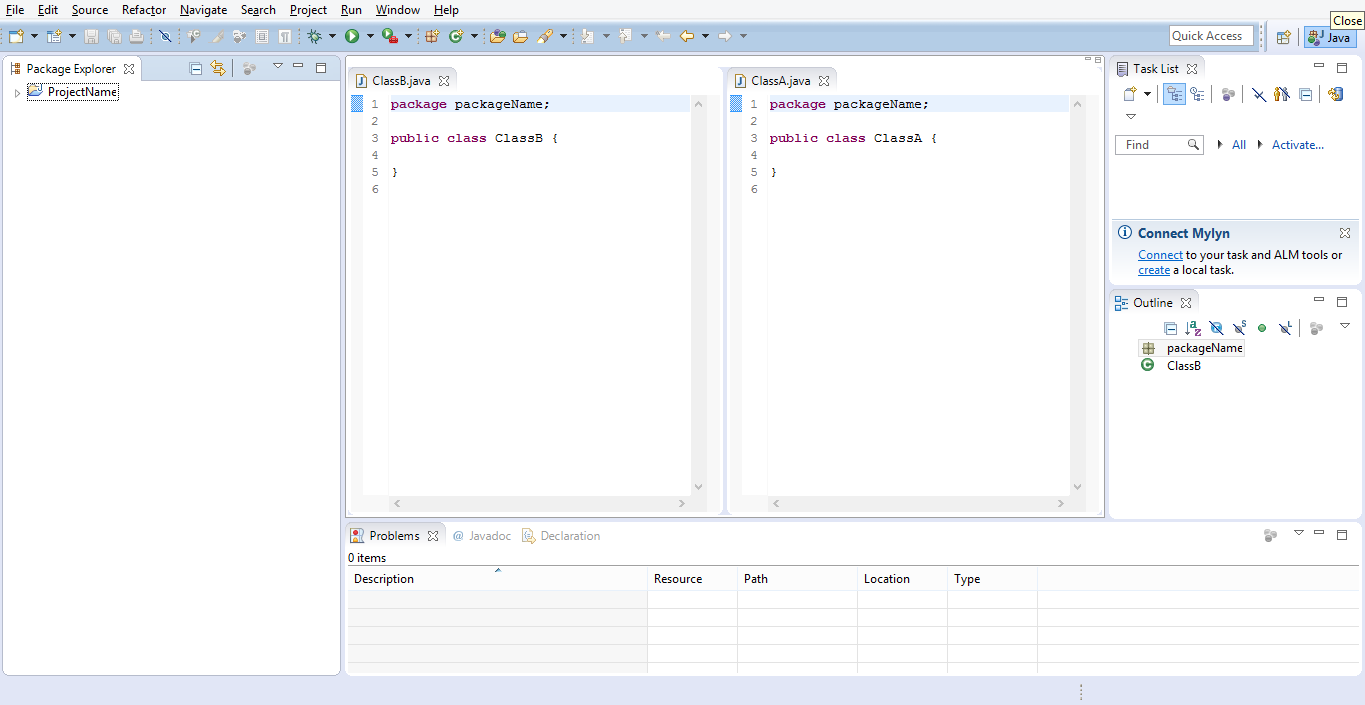 File Edit Source Refactor Navigate Search Project Run Window Help
Close
Quick Access
Java
Package Explorer
ProjectName
ClassB.java
1 package packageName;
2
3 public class ClassB {
4
5 }
6
ClassA.java
1 package packageName;
2
3 public class ClassA {
4
5 }
6
Task List
Find
All
Activate...
Connect Mylyn
Connect to your task and ALM tools or
create a local task.
Outline
packageName
ClassB
Problems @ Javadoc Declaration
0 items
Description Resource Path Location Type